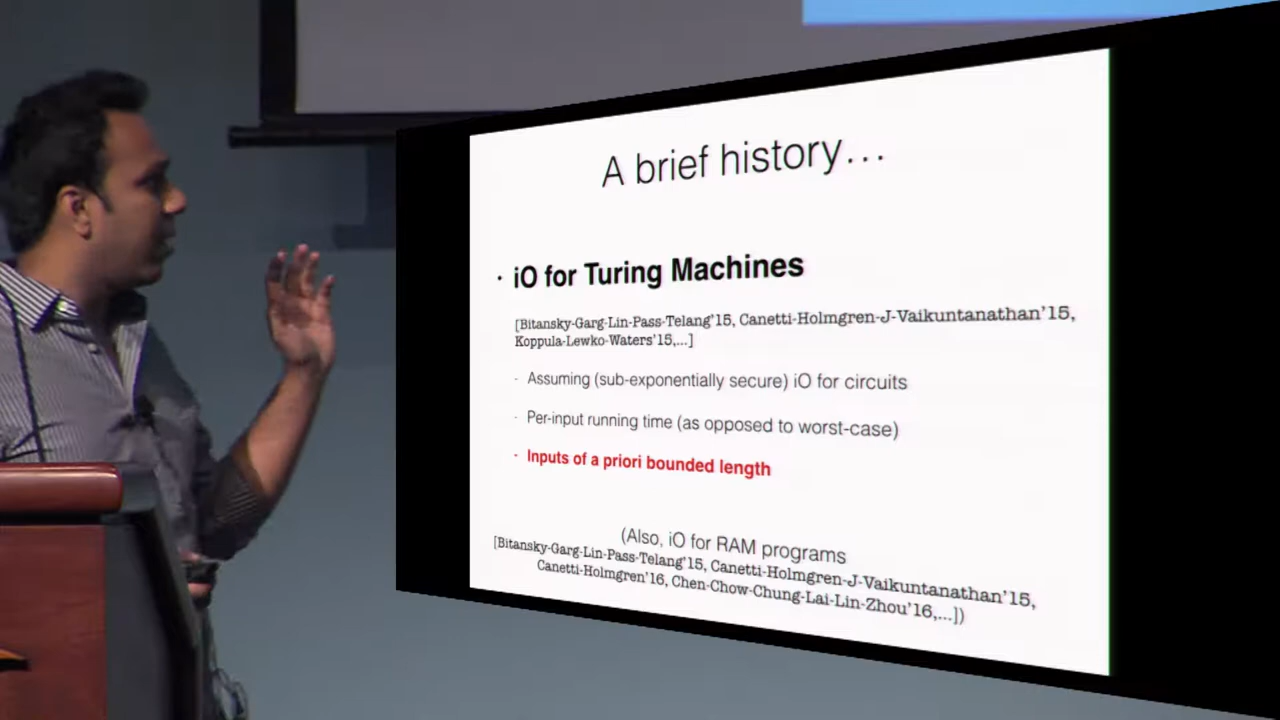 A brief history…
· iO for Turing Machines
[Bitansky-Garg-Lin-Pass-Telang'15, Canetti-Holmgren-J-Vaikuntanathan'15,
Koppula-Lewko-Waters'15,...]
· Assuming (sub-exponentially secure) iO for circuits
· Per-input running time (as opposed to worst-case)
· Inputs of a priori bounded length
(Also, iO for RAM programs
[Bitansky-Garg-Lin-Pass-Telang'15, Canetti-Holmgren-J-Vaikuntanathan'15,
Canetti-Holmgren'16, Chen-Chow-Chung-Lai-Lin-Zhou'16,...])